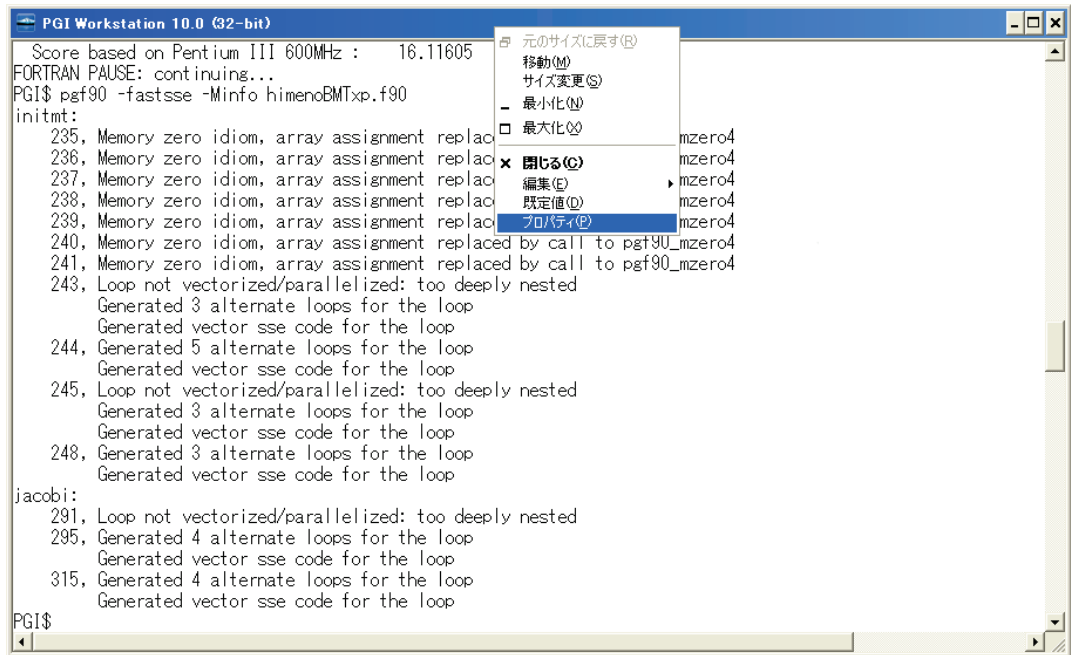 PGI Workstation 10.0 (32-bit)
Score based on Pentium III 600MHz : 16.11605
FORTRAN PAUSE: continuing...
PGI$ pgf90 -fastsse -Minfo himenoBMTxp.f90
initmt:
235, Memory zero idiom, array assignment replac mzero4
236, Memory zero idiom, array assignment replac mzero4
237, Memory zero idiom, array assignment replac mzero4
238, Memory zero idiom, array assignment replac mzero4
239, Memory zero idiom, array assignment replac mzero4
240, Memory zero idiom, array assignment replaced by call to pgf90_mzero4
241, Memory zero idiom, array assignment replaced by call to pgf90_mzero4
243, Loop not vectorized/parallelized: too deeply nested
Generated 3 alternate loops for the loop
Generated vector sse code for the loop
244, Generated 5 alternate loops for the loop
Generated vector sse code for the loop
245, Loop not vectorized/parallelized: too deeply nested
Generated 3 alternate loops for the loop
Generated vector sse code for the loop
248, Generated 3 alternate loops for the loop
Generated vector sse code for the loop
jacobi:
291, Loop not vectorized/parallelized: too deeply nested
295, Generated 4 alternate loops for the loop
Generated vector sse code for the loop
315, Generated 4 alternate loops for the loop
Generated vector sse code for the loop
PGI$
元のサイズに戻す(R)
移動(M)
サイズ変更(S)
最小化(N)
最大化(X)
閉じる(C)
編集(E)
既定値(D)
プロパティ(P)